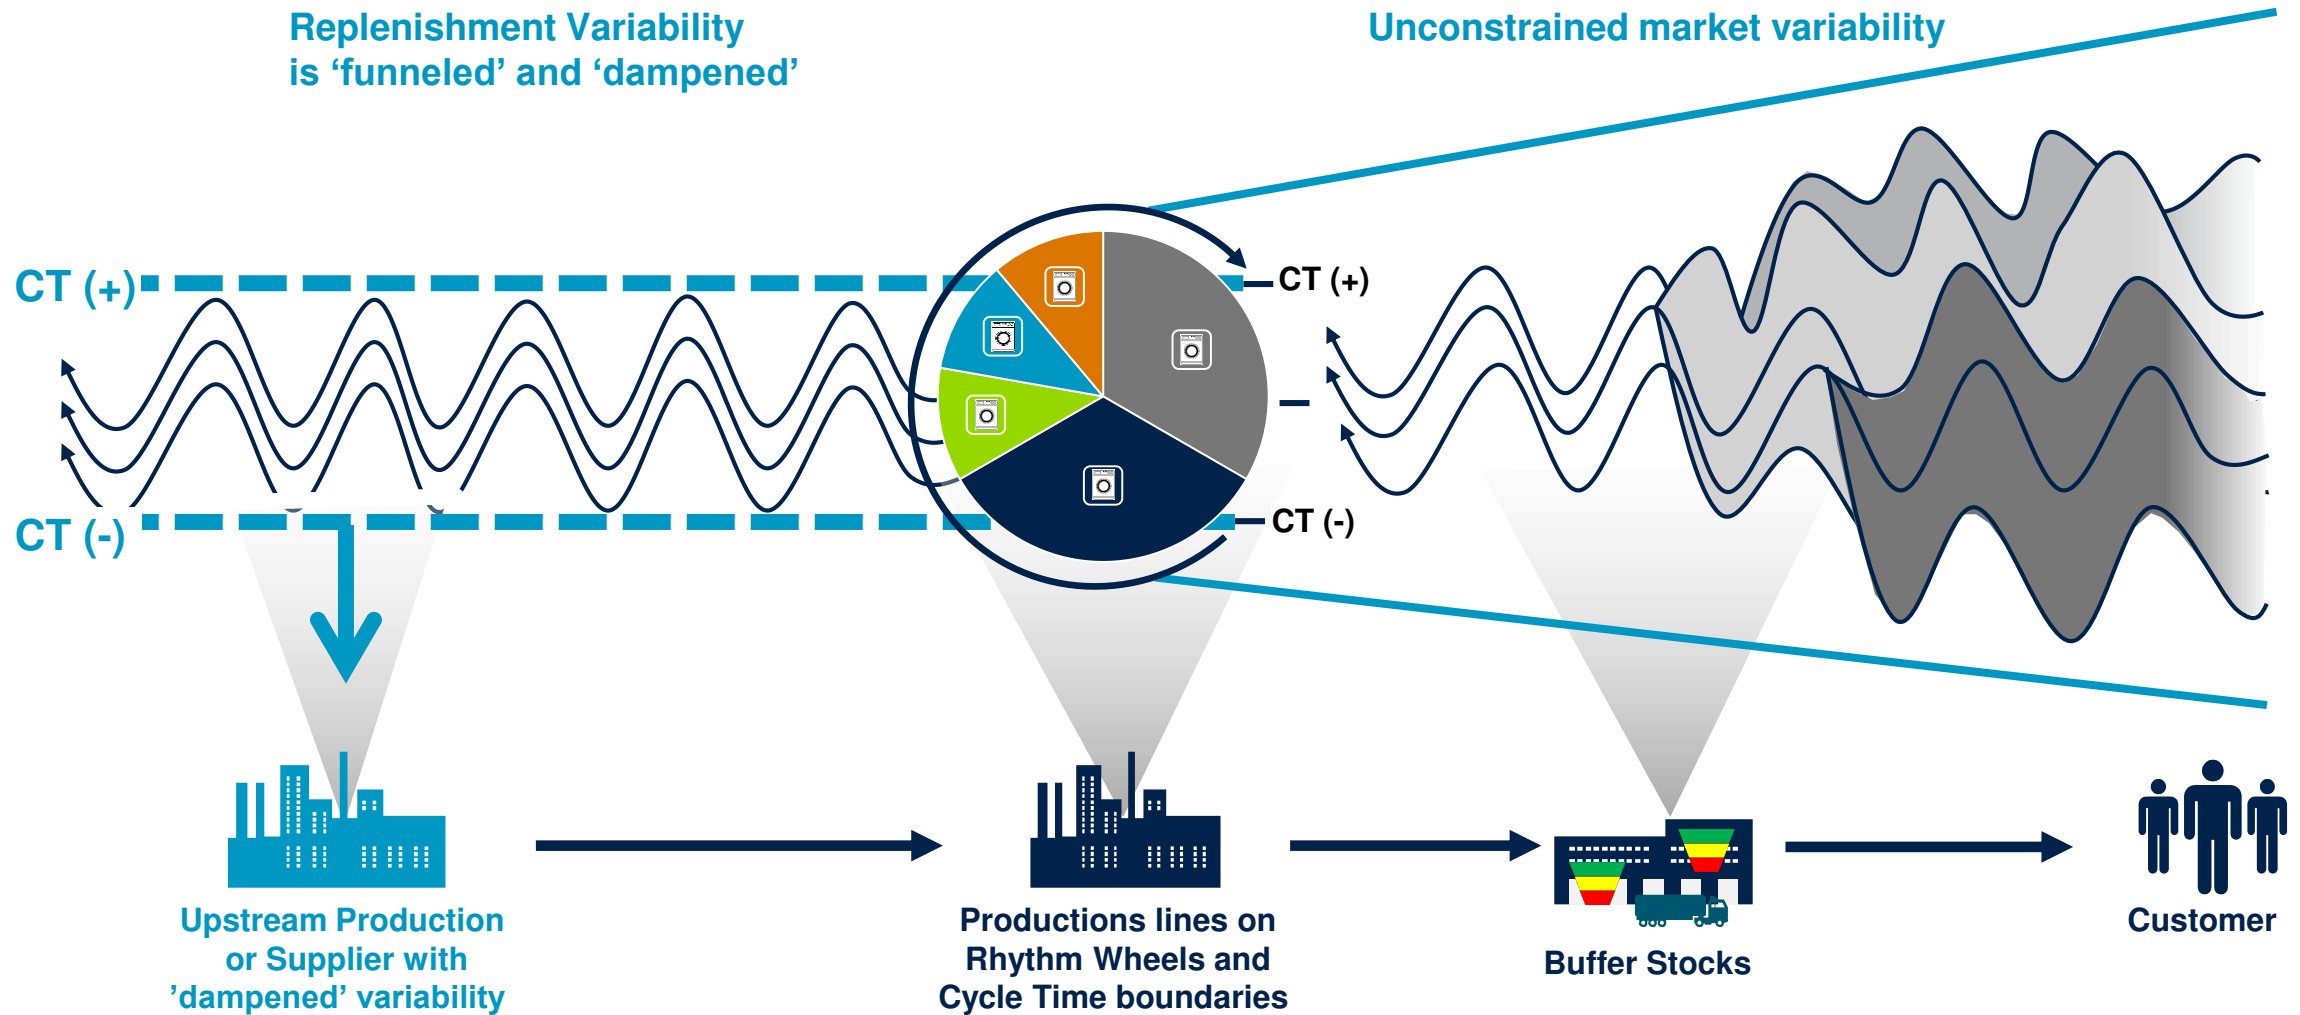 Replenishment Variability
is ‘funneled’ and ‘dampened’
Unconstrained market variability
CT (+)
CT (+)
CT (-)
CT (-)
Upstream Production
or Supplier with
’dampened’ variability
Productions lines on
Rhythm Wheels and
Cycle Time boundaries
Buffer Stocks
Customer